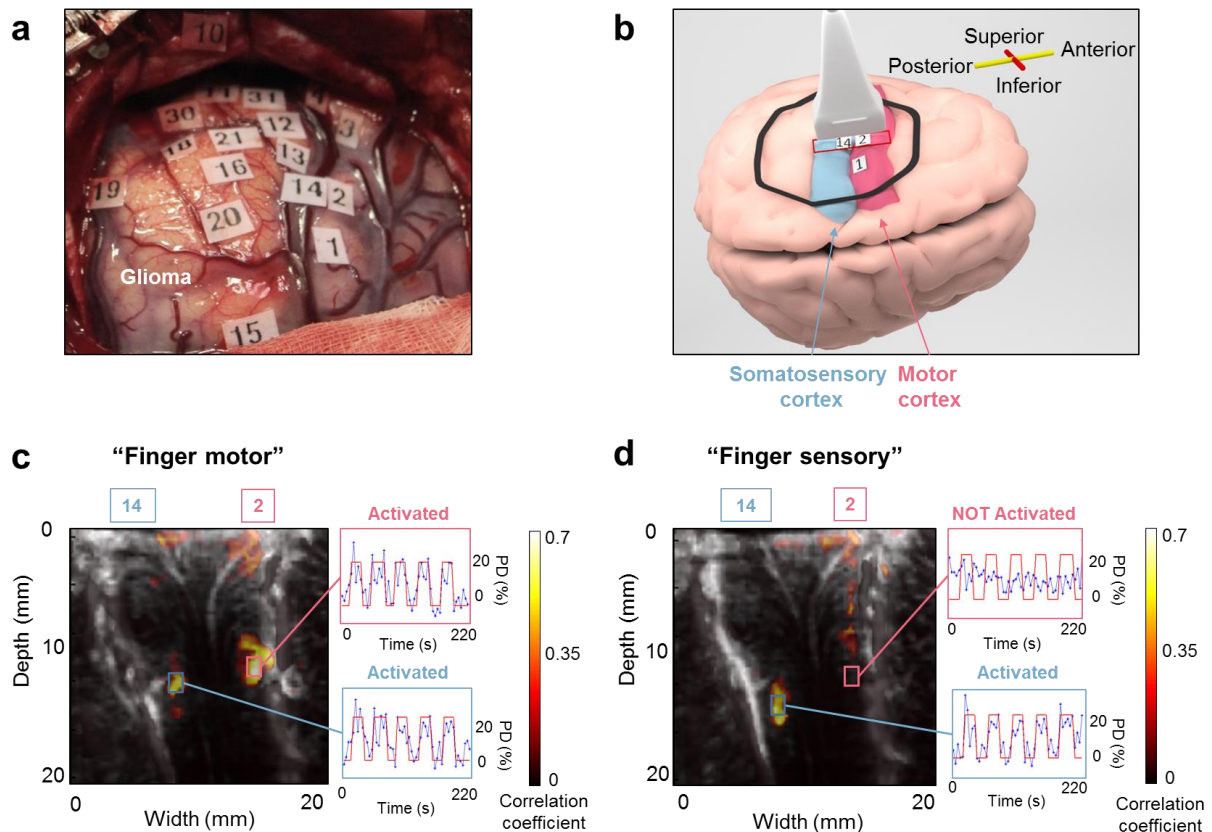 a
10
11
31
4
30
12
3
18
21
13
16
19
14
2
20
1
Glioma
15
b
Superior
Anterior
Posterior
Inferior
14
2
1
Somatosensory
cortex
Motor
cortex
c
"Finger motor"
14
2
0
10
20
Depth (mm)
0
20
Width (mm)
Activated
20
0
PD (%)
0
220
Time (s)
Activated
20
0
PD (%)
0
220
Time (s)
0.7
0.35
0
Correlation
coefficient
d
"Finger sensory"
14
2
0
10
20
Depth (mm)
0
20
Width (mm)
NOT Activated
20
0
PD (%)
0
220
Time (s)
Activated
20
0
PD (%)
0
220
Time (s)
0.7
0.35
0
Correlation
coefficient